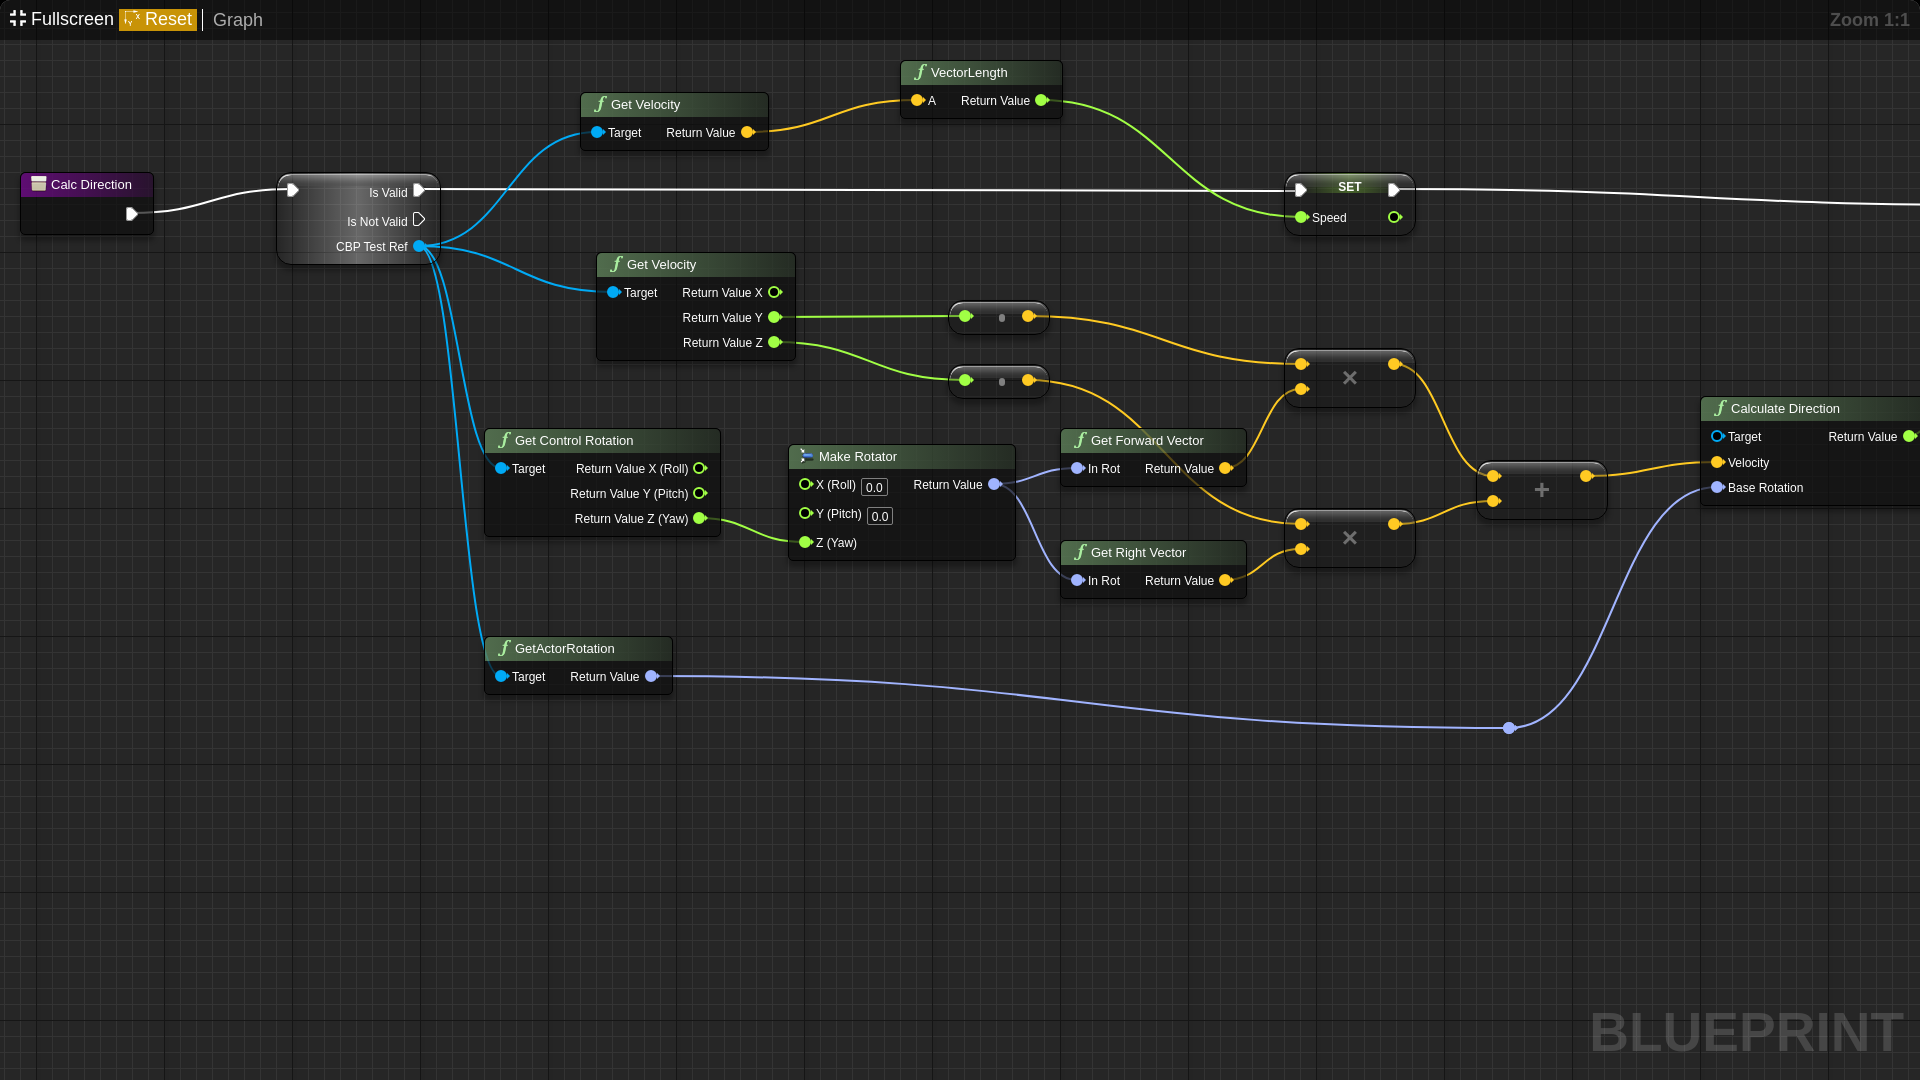 Fullscreen Reset Graph
Zoom 1:1
VectorLength
A Return Value
Get Velocity
Target Return Value
Calc Direction
Is Valid
Is Not Valid
CBP Test Ref
SET
Speed
Get Velocity
Target Return Value X
Return Value Y
Return Value Z
×
Calculate Direction
Target Return Value
Velocity
Base Rotation
Get Control Rotation
Target Return Value X (Roll)
Return Value Y (Pitch)
Return Value Z (Yaw)
Make Rotator
X (Roll) 0.0 Return Value
Y (Pitch) 0.0
Z (Yaw)
Get Forward Vector
In Rot Return Value
+
×
Get Right Vector
In Rot Return Value
GetActorRotation
Target Return Value
BLUEPRINT